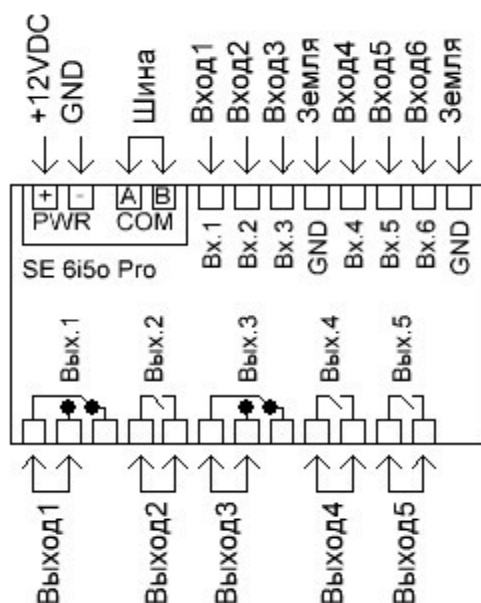 +12VDC
GND
Шина
Вход1
Вход2
Вход3
Земля
Вход4
Вход5
Вход6
Земля
+ - A B
PWR COM
Вх.1
Вх.2
Вх.3
GND
Вх.4
Вх.5
Вх.6
GND
SE 6i5o Pro
Вых.1
Вых.2
Вых.3
Вых.4
Вых.5
Выход1
Выход2
Выход3
Выход4
Выход5